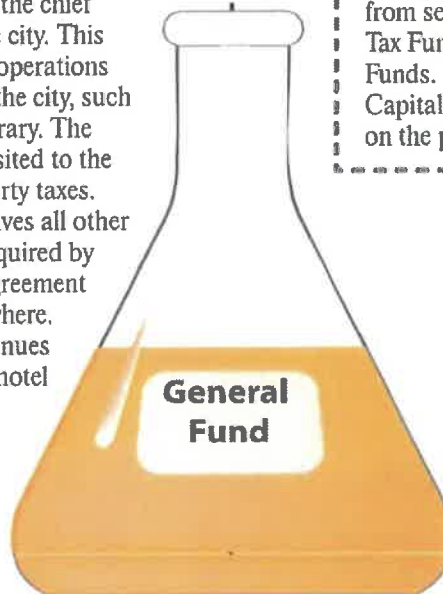 the chief
city. This
operations
the city, such
rary. The
sited to the
rty taxes.
ves all other
quired by
greement
where.
nues
hotel
from se
Tax Fun
Funds.
Capital
on the p
General
Fund